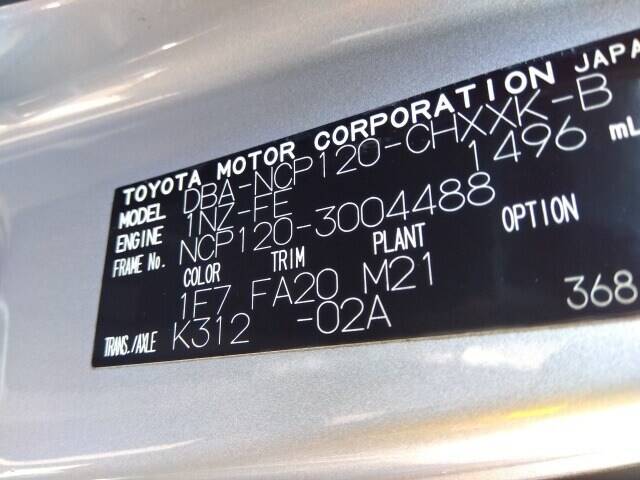 TOYOTA MOTOR CORPORATION JAPA
MODEL DBA-NCP120-CHXXK-B
ENGINE 1NZ-FE 1496 mL
FRAME No. NCP120-3004488
COLOR TRIM PLANT OPTION
1E7 FA20 M21
TRANS./AXLE K312 -02A 368